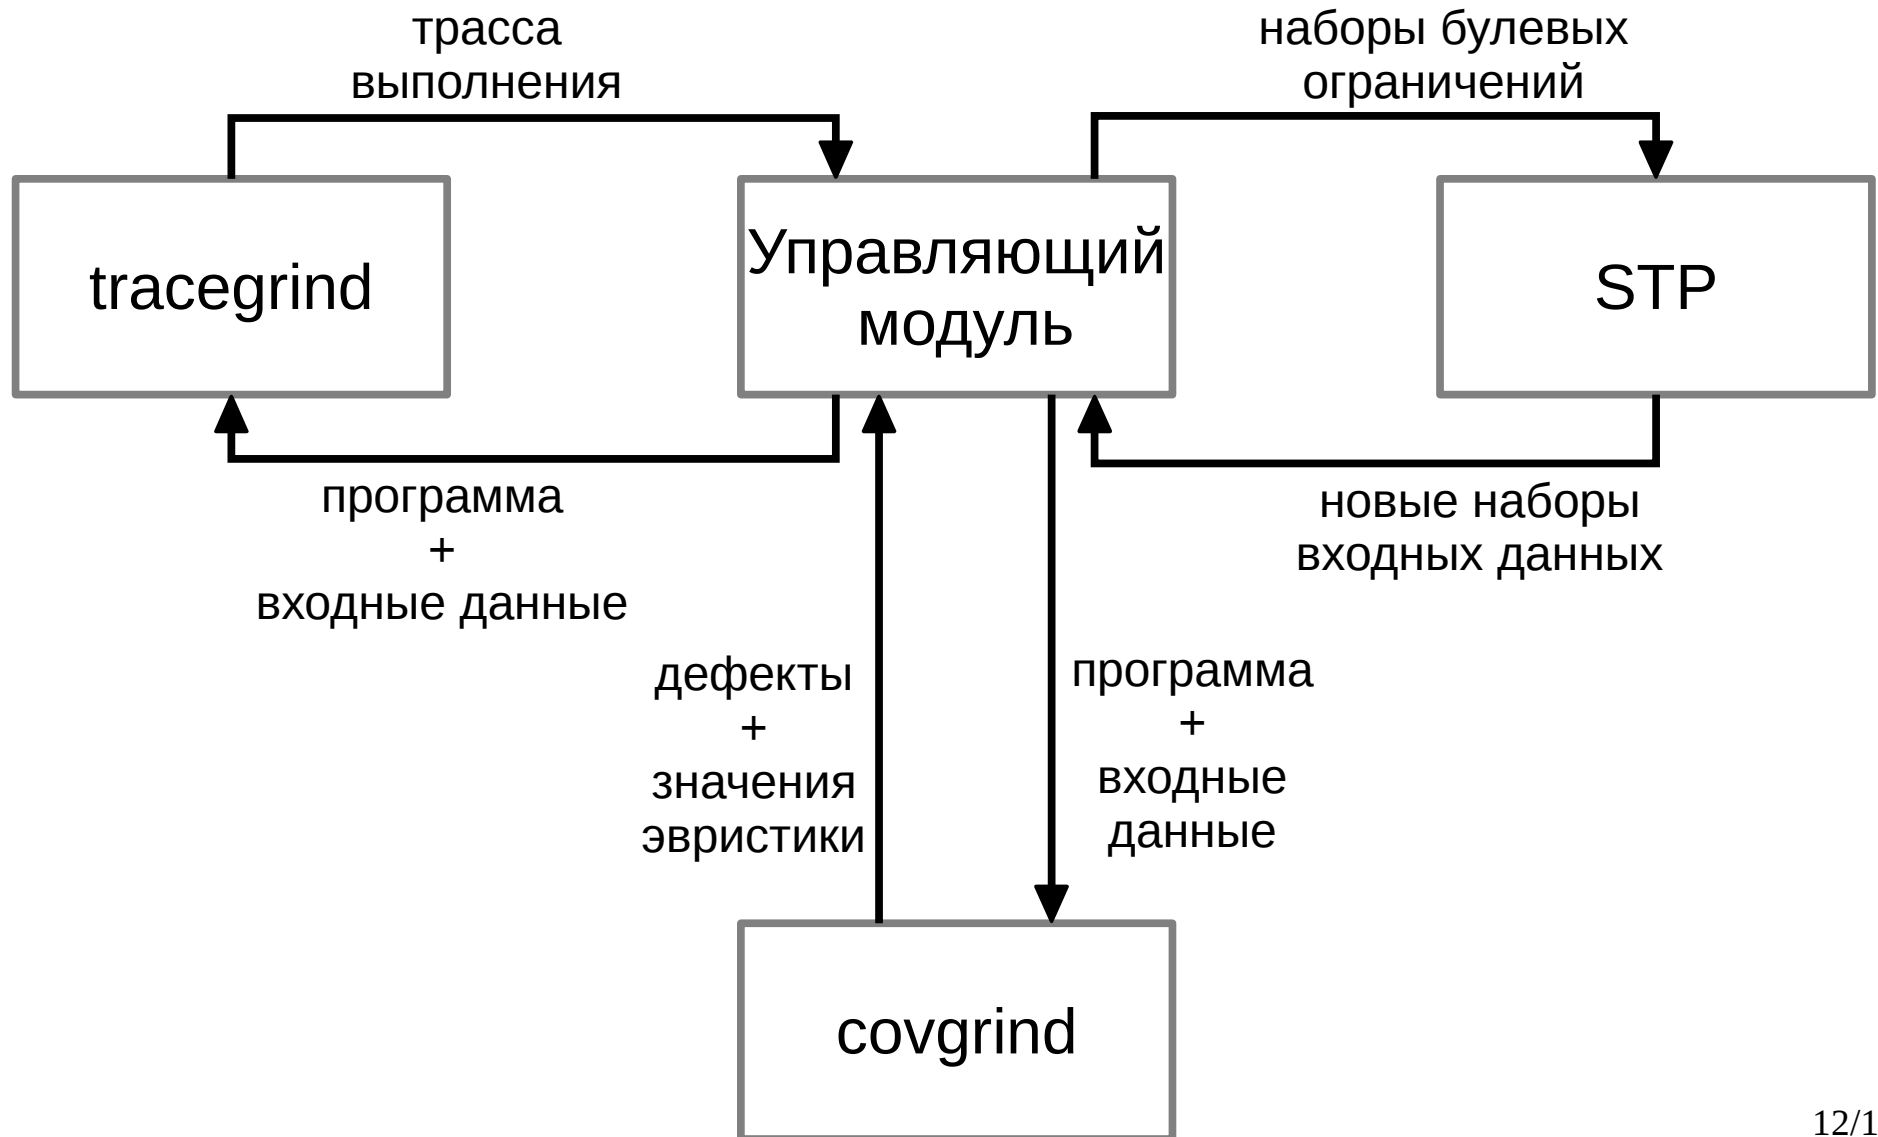 трасса
выполнения
наборы булевых
ограничений
tracegrind
Управляющий
модуль
STP
программа
+
входные данные
новые наборы
входных данных
дефекты
+
значения
эвристики
программа
+
входные
данные
covgrind
12/1